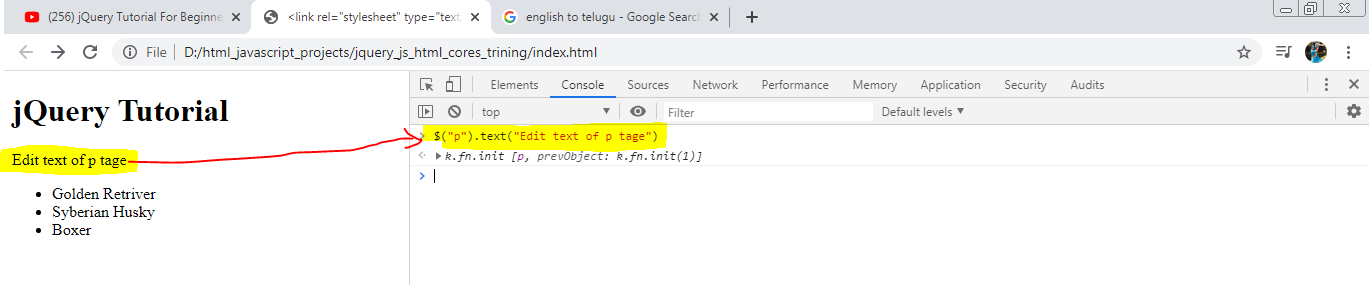 (256) jQuery Tutorial For Beginne
<link rel="stylesheet" type="text
english to telugu - Google Search
File
D:/html_javascript_projects/jquery_js_html_cores_trining/index.html
jQuery Tutorial
Edit text of p tage
Golden Retriver
Syberian Husky
Boxer
Elements Console Sources Network Performance Memory Application Security Audits
top Filter Default levels
$("p").text("Edit text of p tage")
k.fn.init [p, prevObject: k.fn.init(1)]